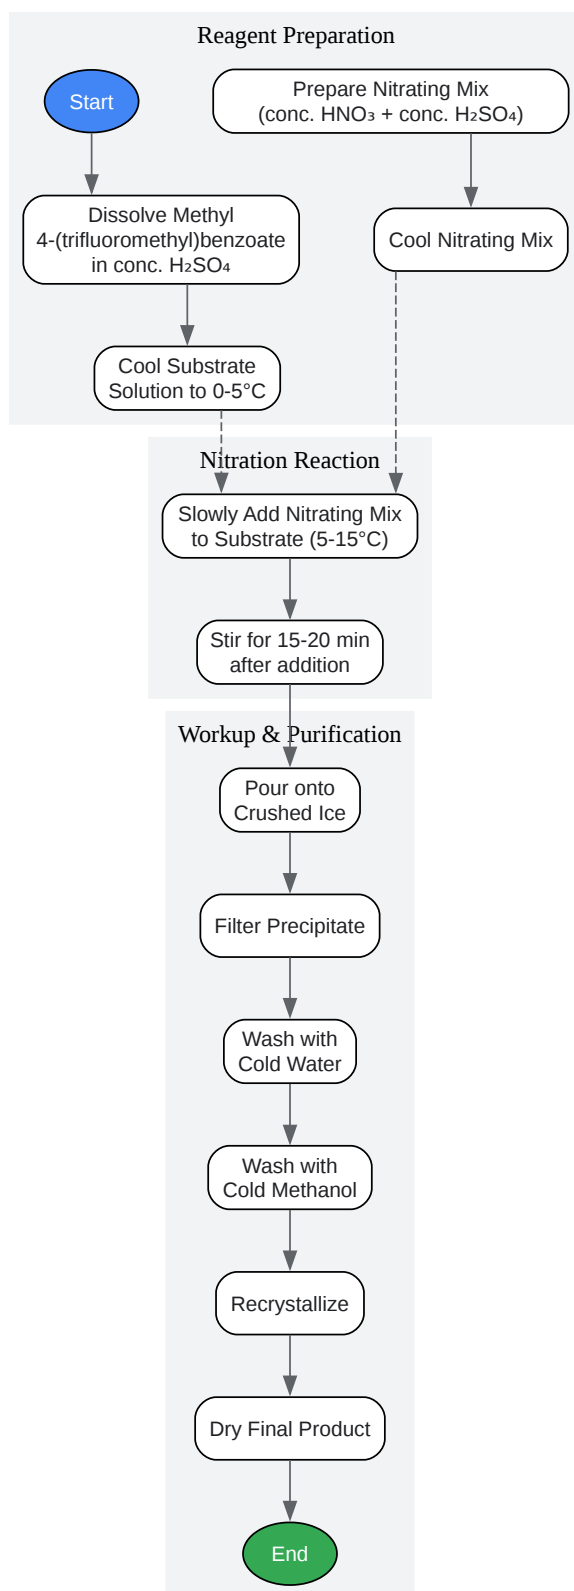 Reagent Preparation
Start
Prepare Nitrating Mix
(conc. HNO₃ + conc. H₂SO₄)
Dissolve Methyl
4-(trifluoromethyl)benzoate
in conc. H₂SO₄
Cool Nitrating Mix
Cool Substrate
Solution to 0-5°C
Nitration Reaction
Slowly Add Nitrating Mix
to Substrate (5-15°C)
Stir for 15-20 min
after addition
Workup & Purification
Pour onto
Crushed Ice
Filter Precipitate
Wash with
Cold Water
Wash with
Cold Methanol
Recrystallize
Dry Final Product
End